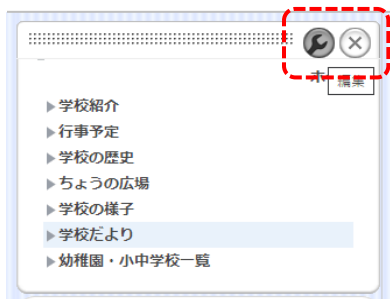 ホ
編集
学校紹介
行事予定
学校の歴史
ちょうの広場
学校の様子
学校だより
幼稚園・小中学校一覧